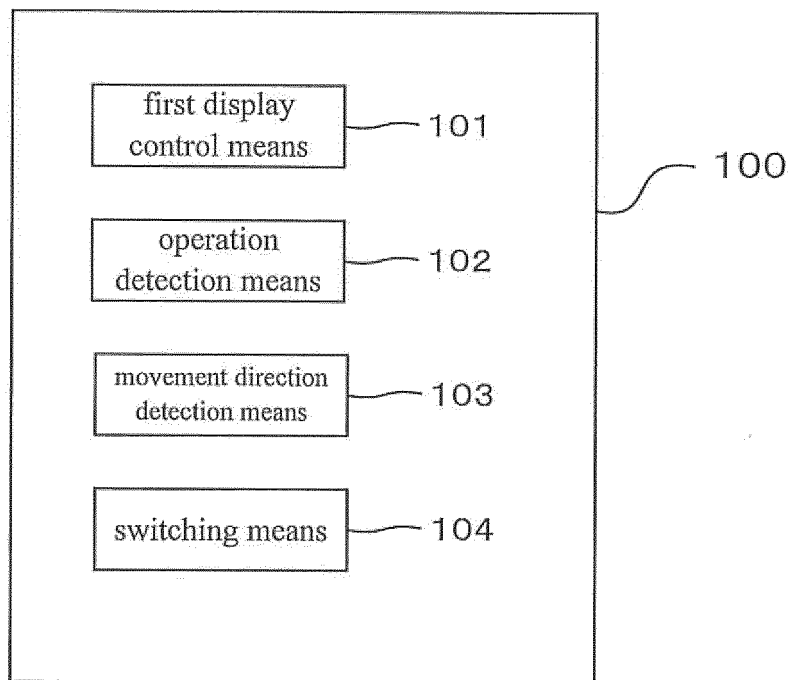 first display
control means
101
100
operation
detection means
102
movement direction
detection means
103
switching means
104